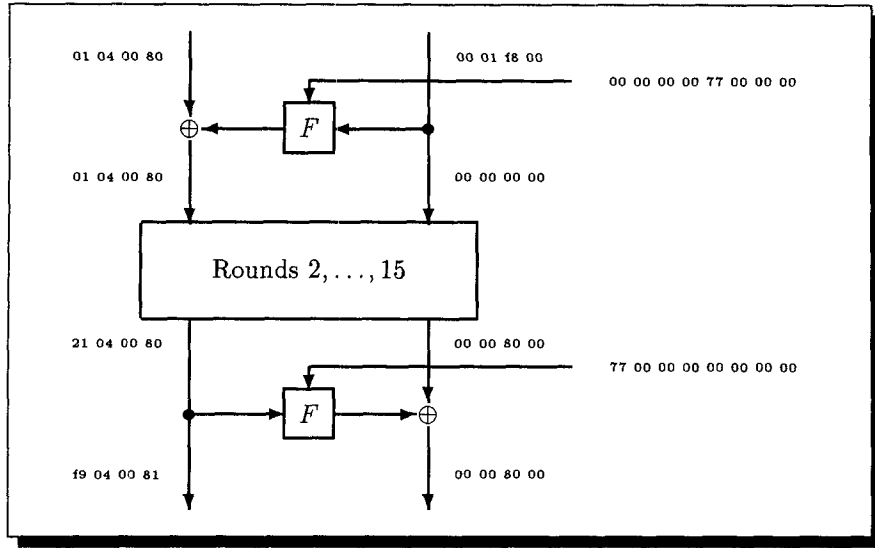 01 04 00 80
00 01 f8 00
00 00 00 00 77 00 00 00
F
⊕
01 04 00 80
00 00 00 00
Rounds 2, . . . , 15
21 04 00 80
00 00 80 00
77 00 00 00 00 00 00 00
F
⊕
f9 04 00 81
00 00 80 00